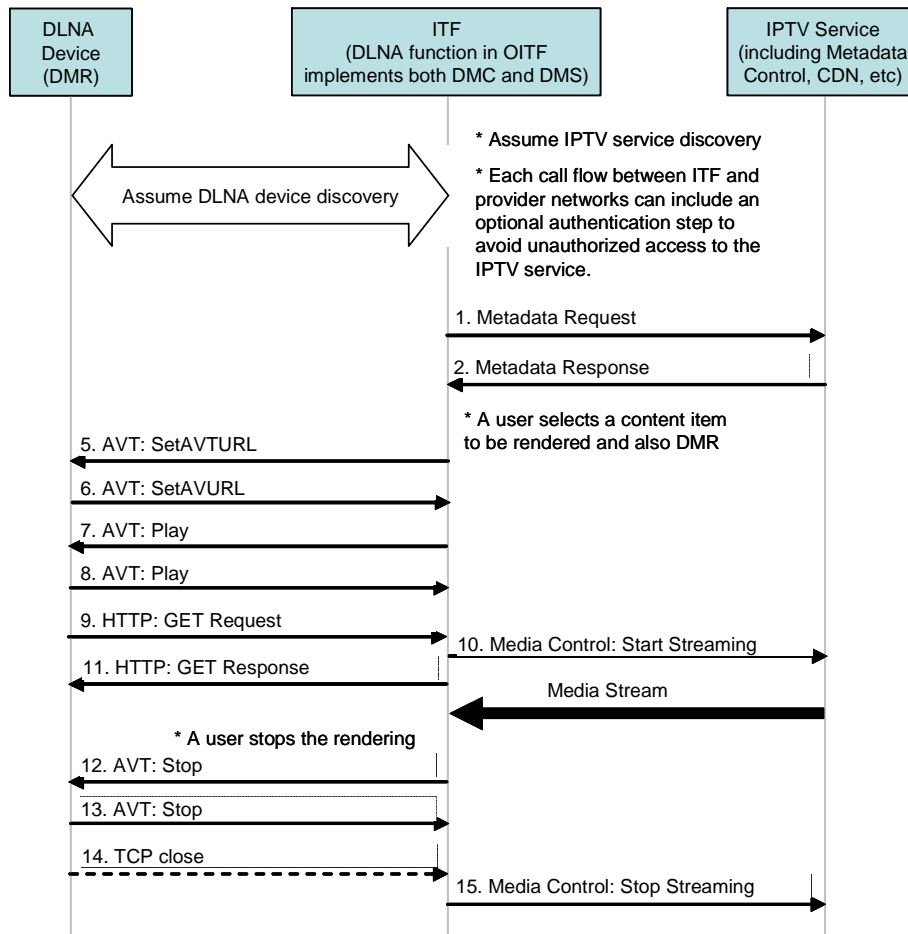 DLNA
Device
(DMR)
ITF
(DLNA function in OITF
implements both DMC and DMS)
IPTV Service
(including Metadata
Control, CDN, etc)
* Assume IPTV service discovery
* Each call flow between ITF and
provider networks can include an
optional authentication step to
avoid unauthorized access to the
IPTV service.
Assume DLNA device discovery
1. Metadata Request
2. Metadata Response
* A user selects a content item
to be rendered and also DMR
5. AVT: SetAVTURL
6. AVT: SetAVURL
7. AVT: Play
8. AVT: Play
9. HTTP: GET Request
10. Media Control: Start Streaming
11. HTTP: GET Response
Media Stream
* A user stops the rendering
12. AVT: Stop
13. AVT: Stop
14. TCP close
15. Media Control: Stop Streaming